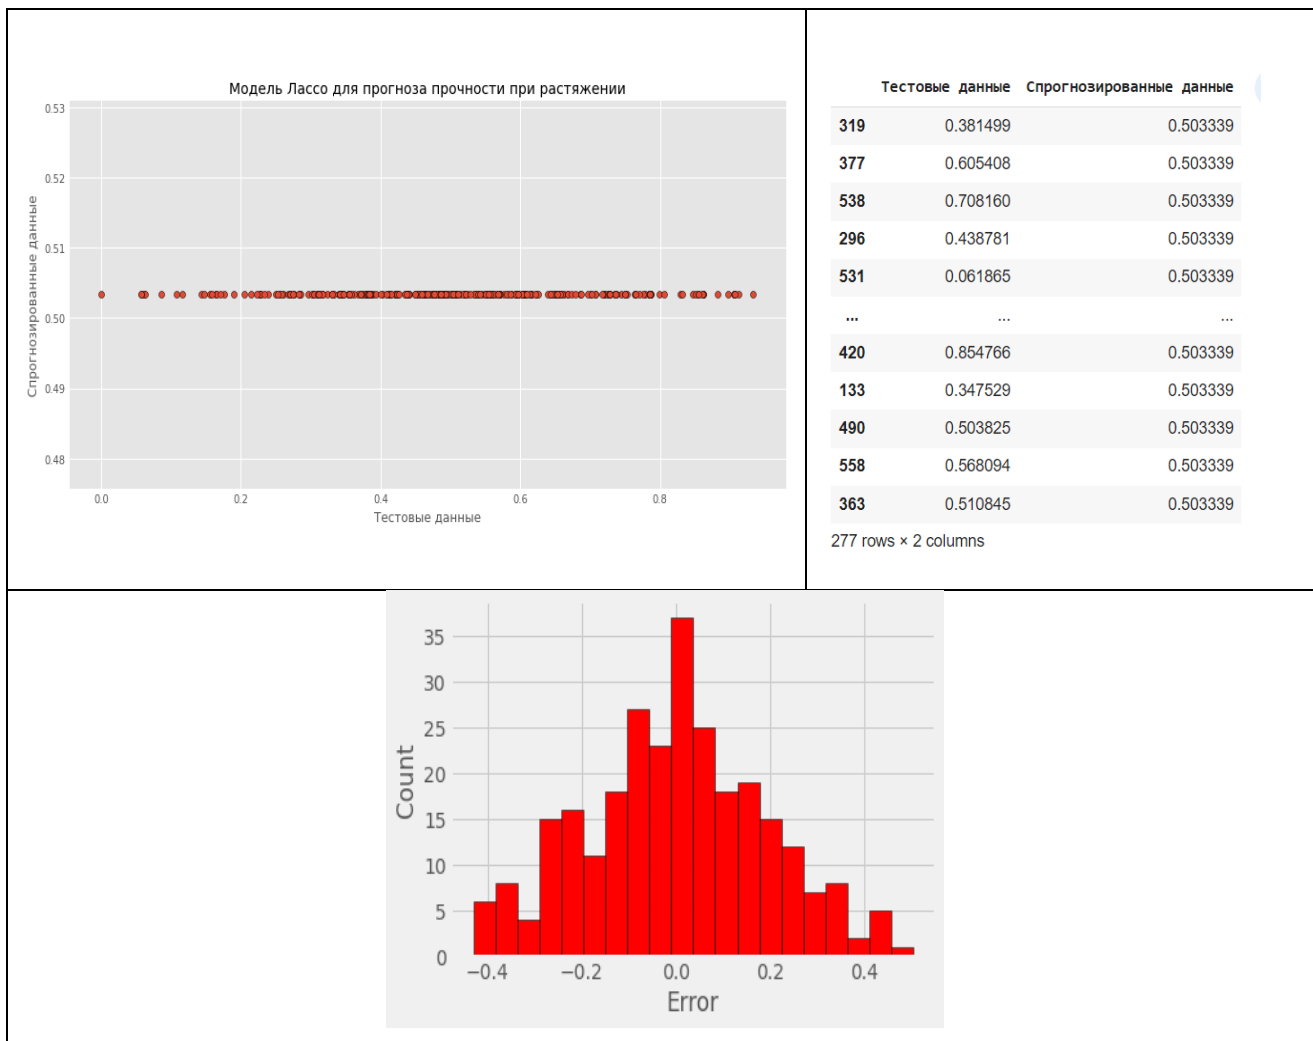 Модель Лассо для прогноза прочности при растяжении
0.53
0.52
0.51
0.50
0.49
0.48
Спрогнозированные данные
0.0 0.2 0.4 0.6 0.8
Тестовые данные
Тестовые данные Спрогнозированные данные
319 0.381499 0.503339
377 0.605408 0.503339
538 0.708160 0.503339
296 0.438781 0.503339
531 0.061865 0.503339
... ... ...
420 0.854766 0.503339
133 0.347529 0.503339
490 0.503825 0.503339
558 0.568094 0.503339
363 0.510845 0.503339
277 rows × 2 columns
35
30
25
20
15
10
5
0
Count
−0.4 −0.2 0.0 0.2 0.4
Error